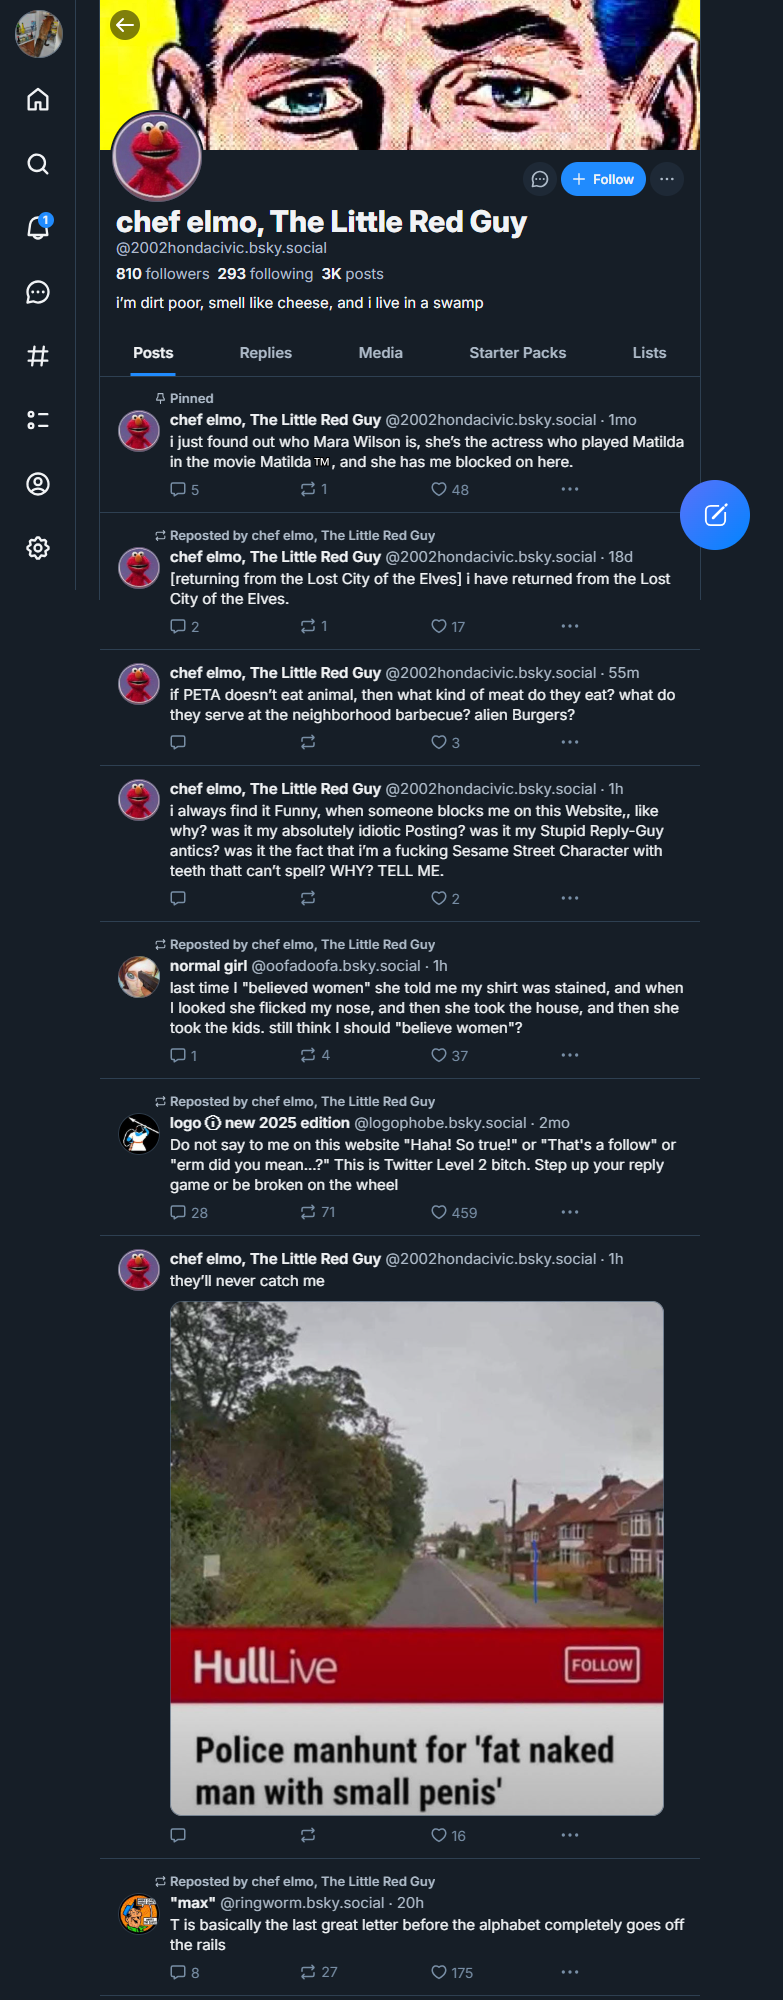 1
+ Follow
chef elmo, The Little Red Guy
@2002hondacivic.bsky.social
810 followers 293 following 3K posts
i'm dirt poor, smell like cheese, and i live in a swamp
Posts Replies Media Starter Packs Lists
Pinned
chef elmo, The Little Red Guy @2002hondacivic.bsky.social · 1mo
i just found out who Mara Wilson is, she's the actress who played Matilda
in the movie Matilda™, and she has me blocked on here.
5 1 48
Reposted by chef elmo, The Little Red Guy
chef elmo, The Little Red Guy @2002hondacivic.bsky.social · 18d
[returning from the Lost City of the Elves] i have returned from the Lost
City of the Elves.
2 1 17
chef elmo, The Little Red Guy @2002hondacivic.bsky.social · 55m
if PETA doesn't eat animal, then what kind of meat do they eat? what do
they serve at the neighborhood barbecue? alien Burgers?
3
chef elmo, The Little Red Guy @2002hondacivic.bsky.social · 1h
i always find it Funny, when someone blocks me on this Website,, like
why? was it my absolutely idiotic Posting? was it my Stupid Reply-Guy
antics? was it the fact that i'm a fucking Sesame Street Character with
teeth thatt can't spell? WHY? TELL ME.
2
Reposted by chef elmo, The Little Red Guy
normal girl @oofadoofa.bsky.social · 1h
last time I "believed women" she told me my shirt was stained, and when
I looked she flicked my nose, and then she took the house, and then she
took the kids. still think I should "believe women"?
1 4 37
Reposted by chef elmo, The Little Red Guy
logo ⓘ new 2025 edition @logophobe.bsky.social · 2mo
Do not say to me on this website "Haha! So true!" or "That's a follow" or
"erm did you mean...?" This is Twitter Level 2 bitch. Step up your reply
game or be broken on the wheel
28 71 459
chef elmo, The Little Red Guy @2002hondacivic.bsky.social · 1h
they'll never catch me
HullLive FOLLOW
Police manhunt for 'fat naked
man with small penis'
16
Reposted by chef elmo, The Little Red Guy
"max" @ringworm.bsky.social · 20h
T is basically the last great letter before the alphabet completely goes off
the rails
8 27 175